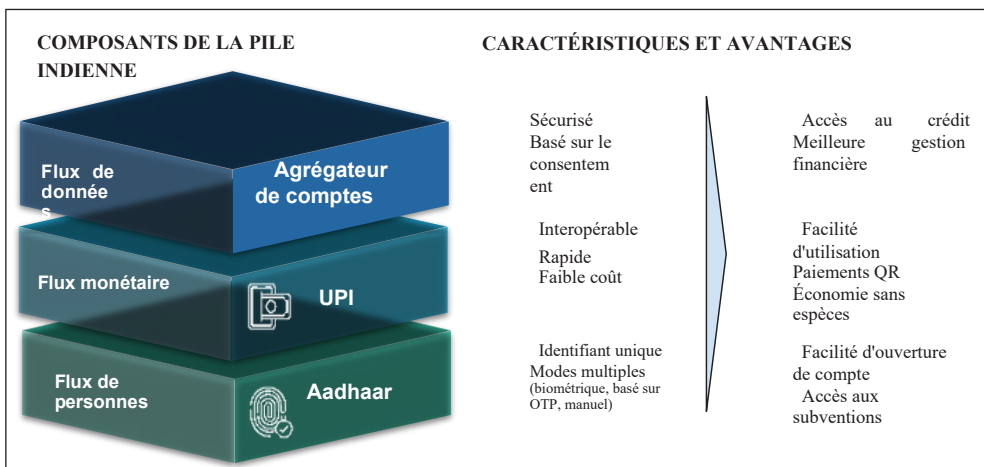 COMPOSANTS DE LA PILE
INDIENNE
Flux de
donnée
s
Agrégateur
de comptes
Flux monétaire
UPI
Flux de
personnes
Aadhaar
CARACTÉRISTIQUES ET AVANTAGES
Sécurisé
Basé sur le
consentem
ent
Interopérable
Rapide
Faible coût
Identifiant unique
Modes multiples
(biométrique, basé sur
OTP, manuel)
Accès au crédit
Meilleure gestion
financière
Facilité
d'utilisation
Paiements QR
Économie sans
espèces
Facilité d'ouverture
de compte
Accès aux
subventions